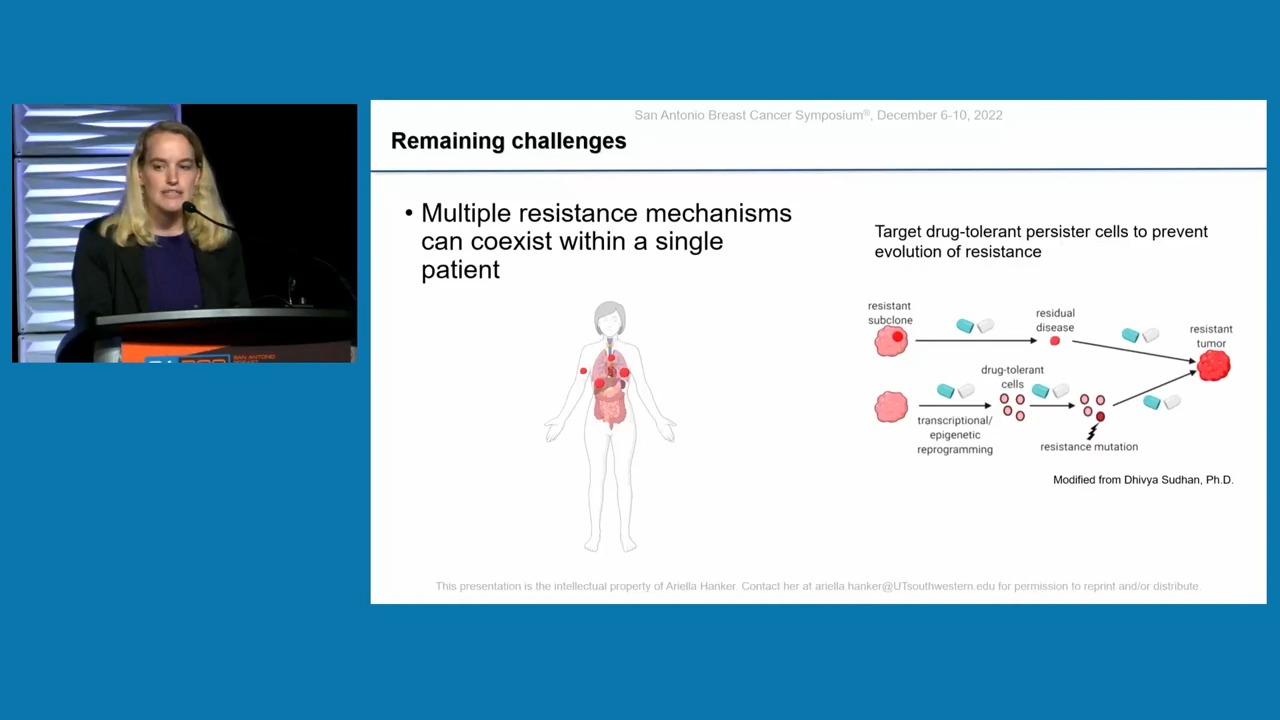 San Antonio Breast Cancer Symposium®, December 6-10, 2022
Remaining challenges
• Multiple resistance mechanisms
can coexist within a single
patient
Target drug-tolerant persister cells to prevent
evolution of resistance
resistant
subclone
residual
disease
resistant
tumor
drug-tolerant
cells
transcriptional/
epigenetic
reprogramming
resistance mutation
Modified from Dhivya Sudhan, Ph.D.
This presentation is the intellectual property of Ariella Hanker. Contact her at ariella.hanker@UTsouthwestern.edu for permission to reprint and/or distribute.
SAN ANTONIO